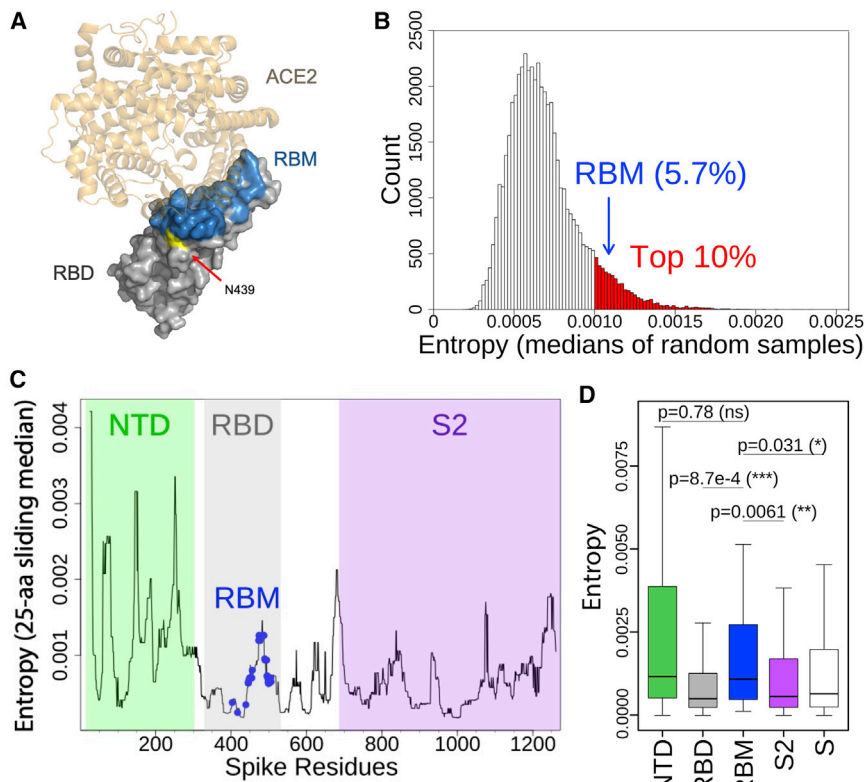 A
ACE2
RBM
RBD
N439
B
Count
0
500
1000
1500
2000
2500
RBM (5.7%)
Top 10%
0
0.0005
0.0010
0.0015
0.0020
0.0025
Entropy (medians of random samples)
C
Entropy (25-aa sliding median)
0.001
0.002
0.003
0.004
NTD
RBD
S2
RBM
200
400
600
800
1000
1200
Spike Residues
D
Entropy
0.0000
0.0025
0.0050
0.0075
p=0.78 (ns)
p=0.031 (*)
p=8.7e-4 (***)
p=0.0061 (**)
NTD
RBD
RBM
S2
S